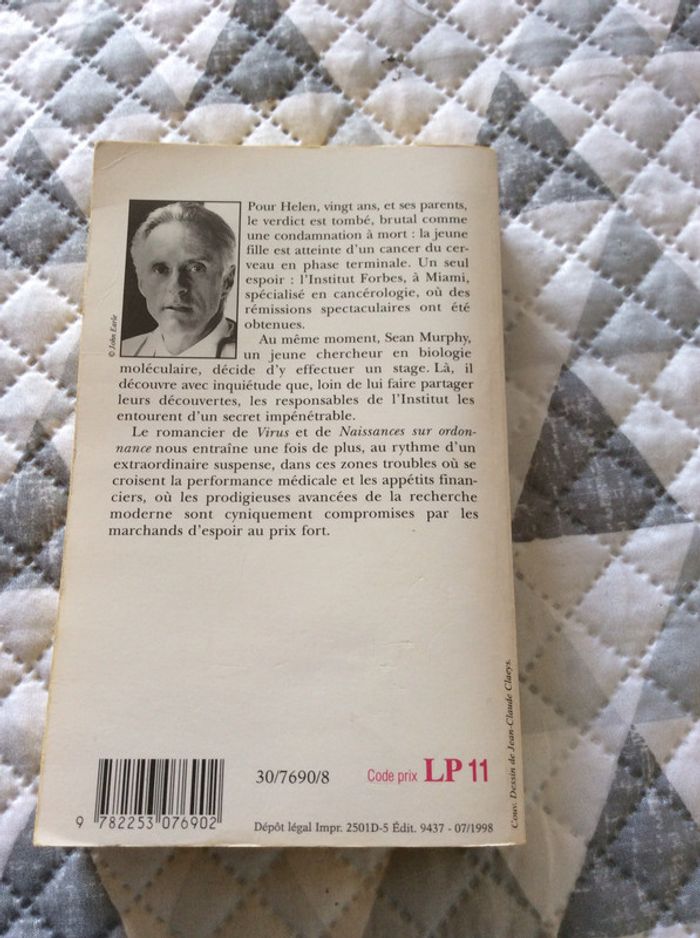 Pour Helen, vingt ans, et ses parents,
le verdict est tombé, brutal comme
une condamnation à mort : la jeune
fille est atteinte d'un cancer du cer-
veau en phase terminale. Un seul
espoir : l'Institut Forbes, à Miami,
spécialisé en cancérologie, où des
rémissions spectaculaires ont été
obtenues.
Au même moment, Sean Murphy,
un jeune chercheur en biologie
moléculaire, décide d'y effectuer un stage. Là, il
découvre avec inquiétude que, loin de lui faire partager
leurs découvertes, les responsables de l'Institut les
entourent d'un secret impénétrable.
Le romancier de Virus et de Naissances sur ordon-
nance nous entraîne une fois de plus, au rythme d'un
extraordinaire suspense, dans ces zones troubles où se
croisent la performance médicale et les appétits finan-
ciers, où les prodigieuses avancées de la recherche
moderne sont cyniquement compromises par les
marchands d'espoir au prix fort.
© John Earle
Couv. Dessin de Jean-Claude Claeys.
30/7690/8
Code prix LP 11
9 782253 076902
Dépôt légal Impr. 2501D-5 Édit. 9437 - 07/1998